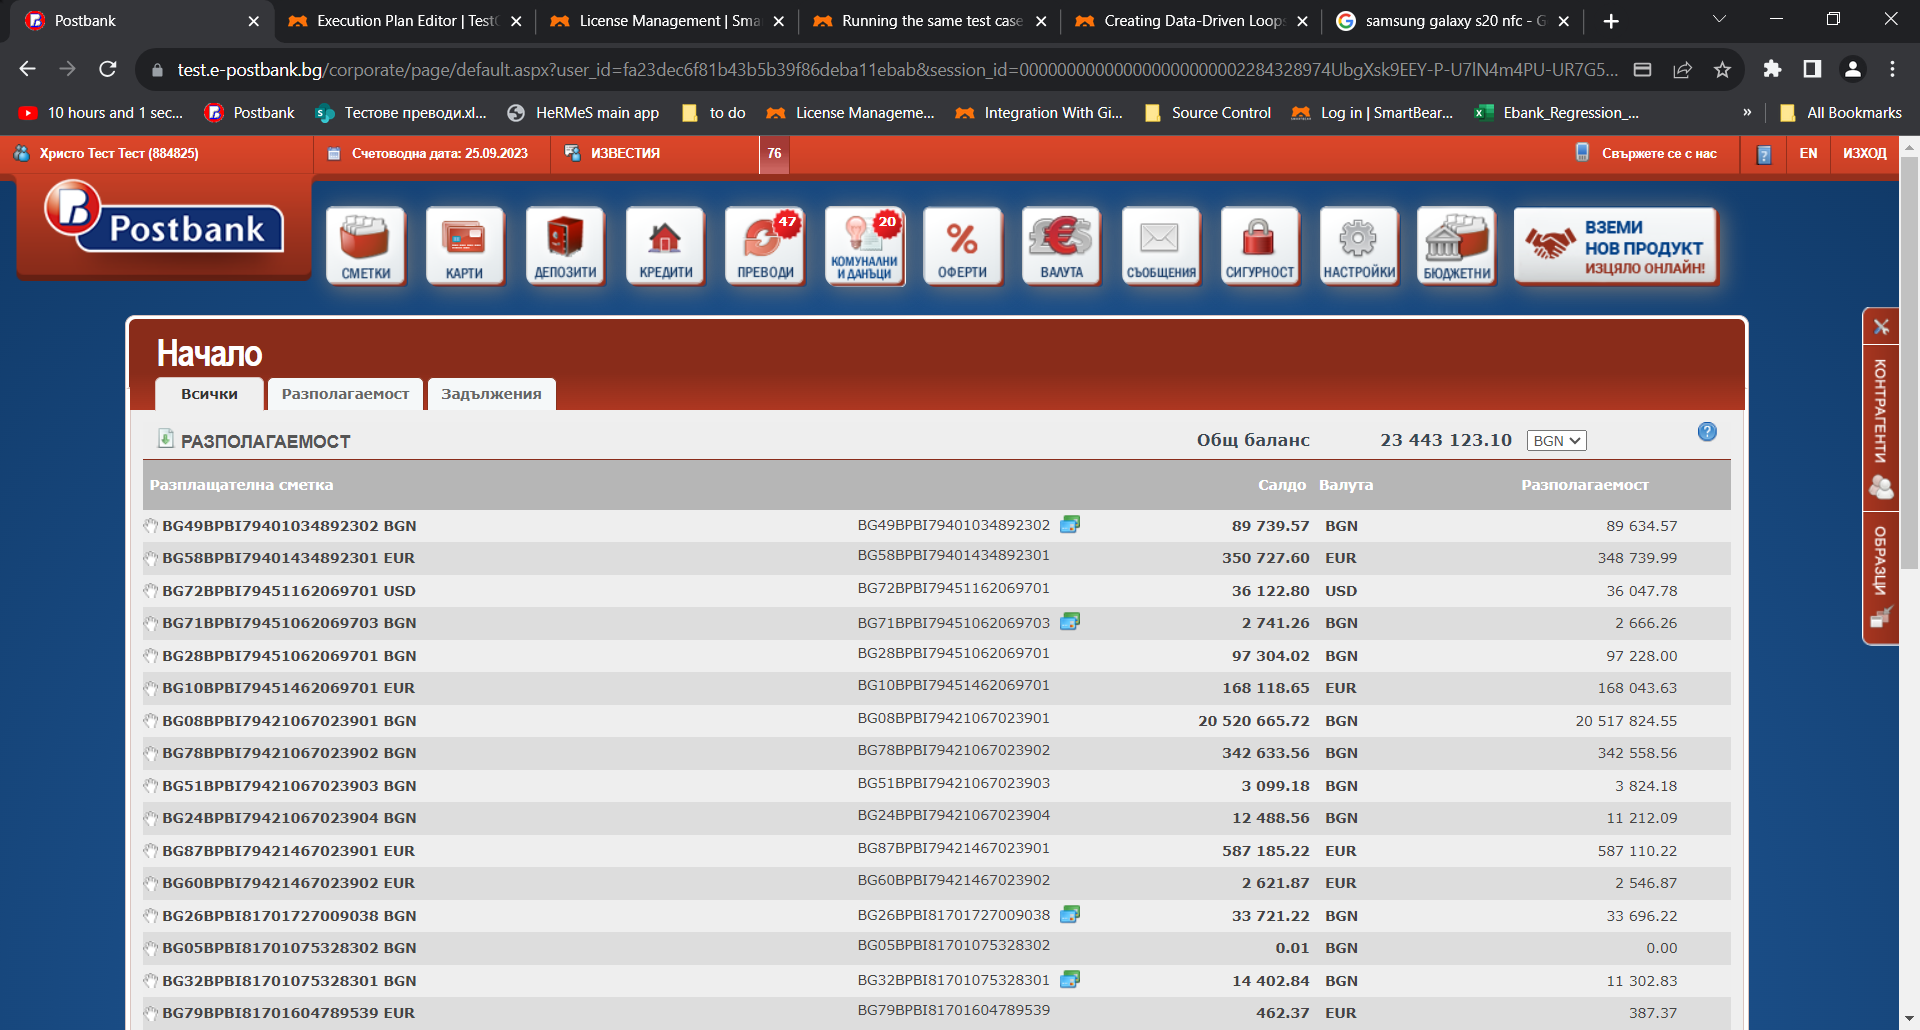 Postbank
Execution Plan Editor | TestC
License Management | Sma
Running the same test case
Creating Data-Driven Loops
samsung galaxy s20 nfc - G
test.e-postbank.bg/corporate/page/default.aspx?user_id=fa23dec6f81b43b5b39f86deba11ebab&session_id=
10 hours and 1 sec...
Postbank
Тестове преводи.xl...
HeRMeS main app
to do
License Manageme...
Integration With Gi...
Source Control
Log in | SmartBear...
Ebank_Regression_...
»
All Bookmarks
Христо Тест Тест (884825)
Счетоводна дата: 25.09.2023
ИЗВЕСТИЯ
76
Свържете се с нас
EN
ИЗХОД
Postbank
СМЕТКИ
КАРТИ
ДЕПОЗИТИ
КРЕДИТИ
47
ПРЕВОДИ
20
КОМУНАЛНИ
И ДАНЪЦИ
ОФЕРТИ
ВАЛУТА
СЪОБЩЕНИЯ
СИГУРНОСТ
НАСТРОЙКИ
БЮДЖЕТНИ
ВЗЕМИ
НОВ ПРОДУКТ
ИЗЦЯЛО ОНЛАЙН!
КОНТРАГЕНТИ
ОБРАЗЦИ
Начало
Всички
Разполагаемост
Задължения
РАЗПОЛАГАЕМОСТ
Общ баланс 23 443 123.10 BGN
Разплащателна сметка Салдо Валута Разполагаемост
BG49BPBI79401034892302 BGN BG49BPBI79401034892302 89 739.57 BGN 89 634.57
BG58BPBI79401434892301 EUR BG58BPBI79401434892301 350 727.60 EUR 348 739.99
BG72BPBI79451162069701 USD BG72BPBI79451162069701 36 122.80 USD 36 047.78
BG71BPBI79451062069703 BGN BG71BPBI79451062069703 2 741.26 BGN 2 666.26
BG28BPBI79451062069701 BGN BG28BPBI79451062069701 97 304.02 BGN 97 228.00
BG10BPBI79451462069701 EUR BG10BPBI79451462069701 168 118.65 EUR 168 043.63
BG08BPBI79421067023901 BGN BG08BPBI79421067023901 20 520 665.72 BGN 20 517 824.55
BG78BPBI79421067023902 BGN BG78BPBI79421067023902 342 633.56 BGN 342 558.56
BG51BPBI79421067023903 BGN BG51BPBI79421067023903 3 099.18 BGN 3 824.18
BG24BPBI79421067023904 BGN BG24BPBI79421067023904 12 488.56 BGN 11 212.09
BG87BPBI79421467023901 EUR BG87BPBI79421467023901 587 185.22 EUR 587 110.22
BG60BPBI79421467023902 EUR BG60BPBI79421467023902 2 621.87 EUR 2 546.87
BG26BPBI81701727009038 BGN BG26BPBI81701727009038 33 721.22 BGN 33 696.22
BG05BPBI81701075328302 BGN BG05BPBI81701075328302 0.01 BGN 0.00
BG32BPBI81701075328301 BGN BG32BPBI81701075328301 14 402.84 BGN 11 302.83
BG79BPBI81701604789539 EUR BG79BPBI81701604789539 462.37 EUR 387.37